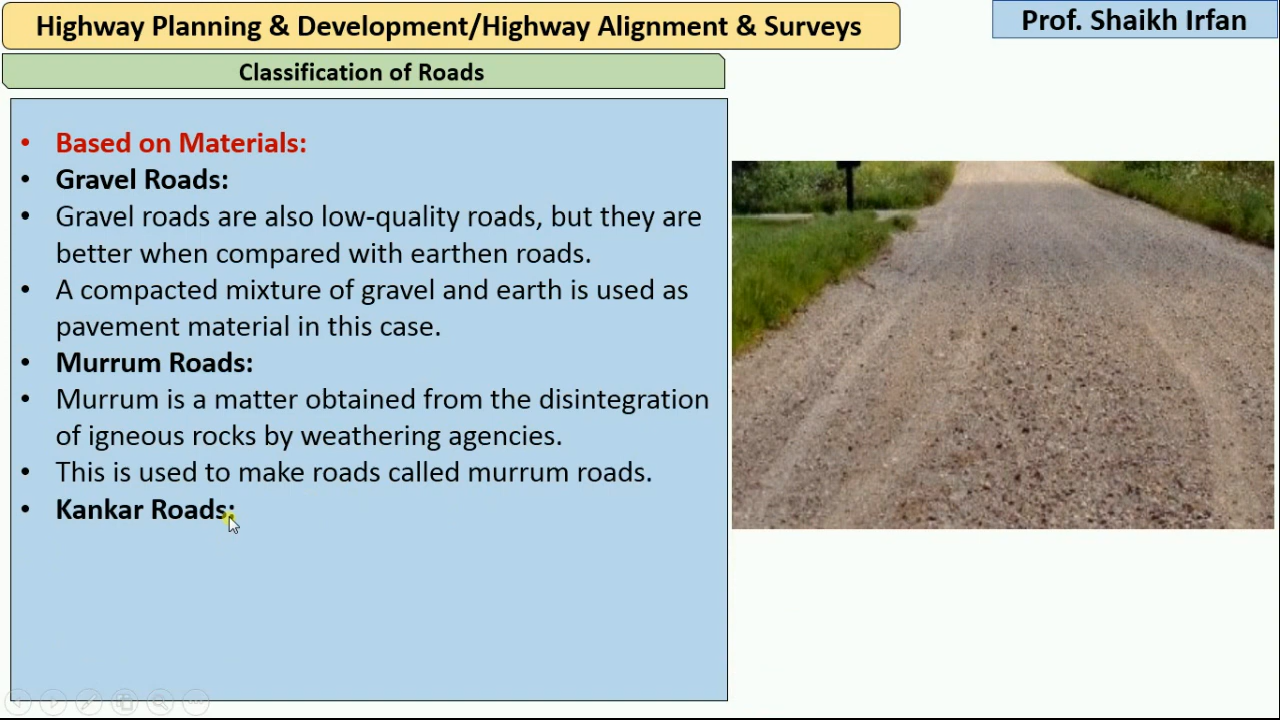 Highway Planning & Development/Highway Alignment & Surveys
Prof. Shaikh Irfan
Classification of Roads
• Based on Materials:
• Gravel Roads:
• Gravel roads are also low-quality roads, but they are
better when compared with earthen roads.
• A compacted mixture of gravel and earth is used as
pavement material in this case.
• Murrum Roads:
• Murrum is a matter obtained from the disintegration
of igneous rocks by weathering agencies.
• This is used to make roads called murrum roads.
• Kankar Roads: